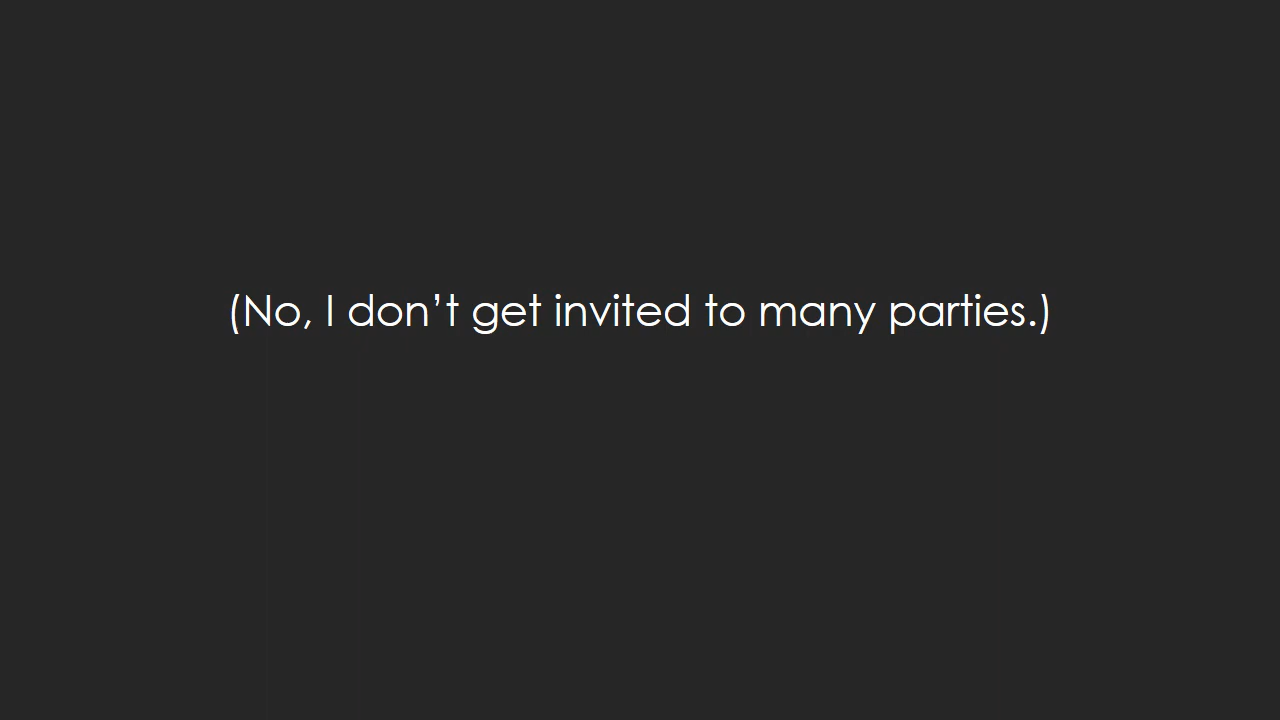 (No, I don’t get invited to many parties.)